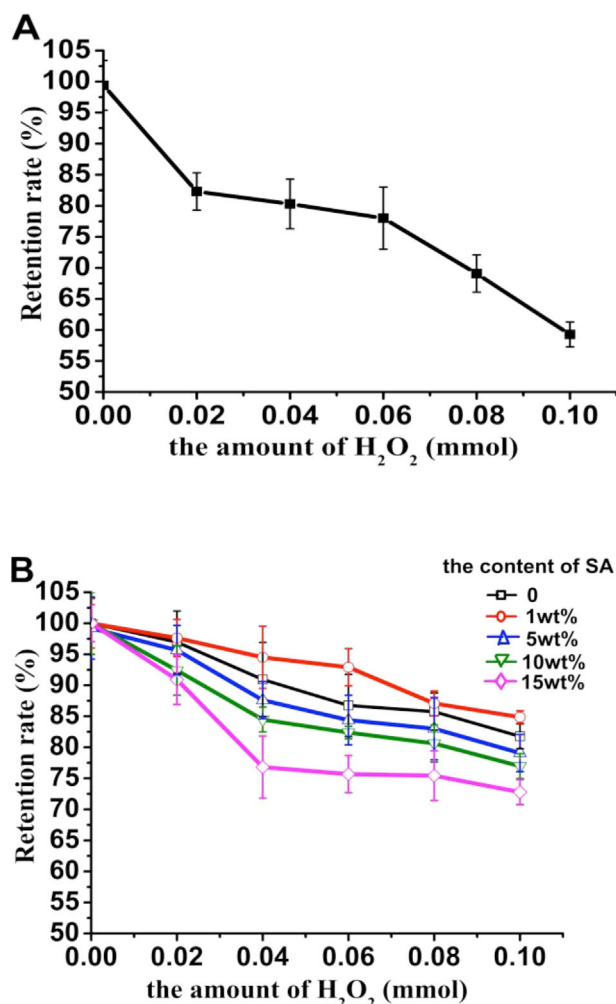 A
105
100
95
90
85
80
75
70
65
60
55
50
Retention rate (%)
0.00 0.02 0.04 0.06 0.08 0.10
the amount of H₂O₂ (mmol)
B
the content of SA
0
1wt%
5wt%
10wt%
15wt%
105
100
95
90
85
80
75
70
65
60
55
50
Retention rate (%)
0.00 0.02 0.04 0.06 0.08 0.10
the amount of H₂O₂ (mmol)